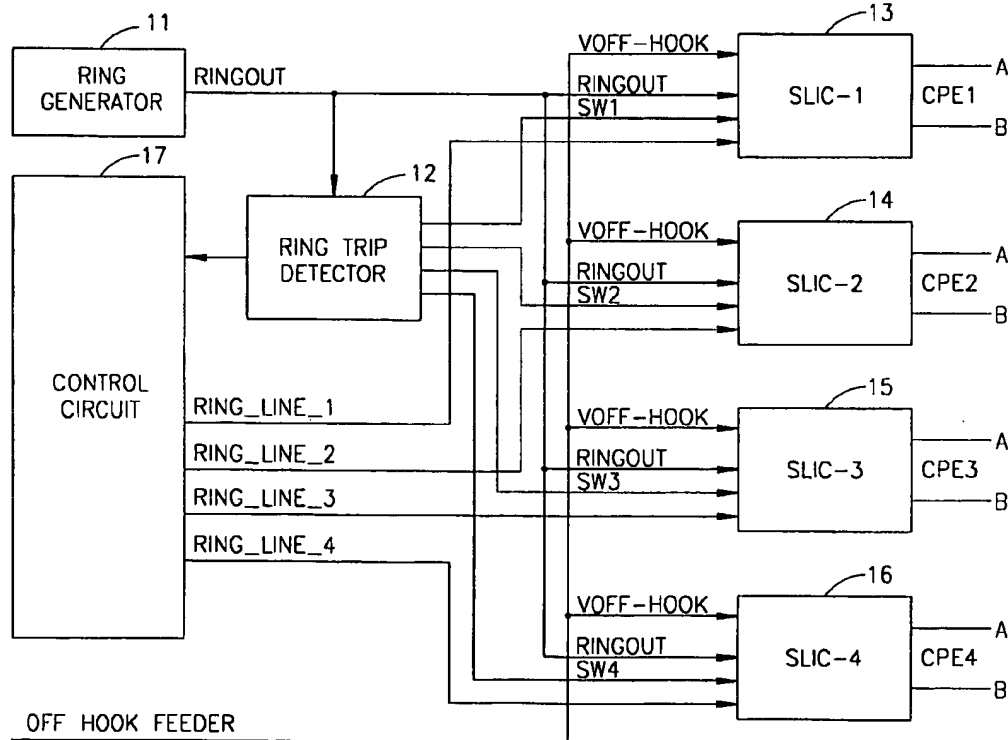 11
RING
GENERATOR
RINGOUT
17
CONTROL
CIRCUIT
12
RING TRIP
DETECTOR
RING_LINE_1
RING_LINE_2
RING_LINE_3
RING_LINE_4
VOFF-HOOK
RINGOUT
SW1
13
SLIC-1
A
CPE1
B
VOFF-HOOK
RINGOUT
SW2
14
SLIC-2
A
CPE2
B
VOFF-HOOK
RINGOUT
SW3
15
SLIC-3
A
CPE3
B
VOFF-HOOK
RINGOUT
SW4
16
SLIC-4
A
CPE4
B
OFF HOOK FEEDER